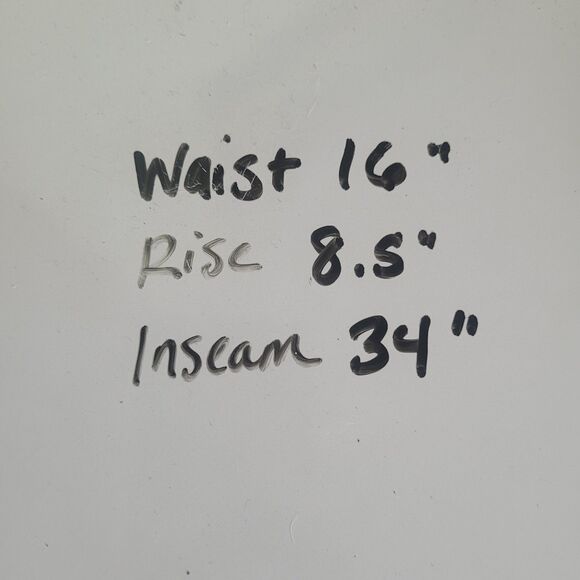 Waist 16"
Rise 8.5"
Inseam 34"